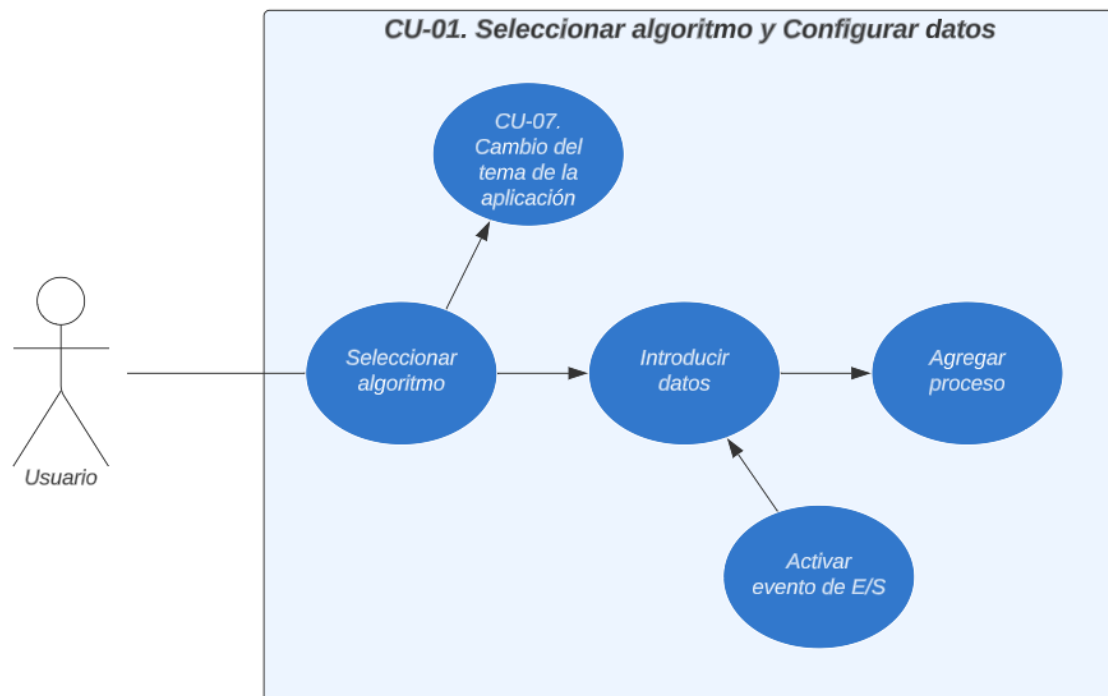 CU-01. Seleccionar algoritmo y Configurar datos
CU-07.
Cambio del
tema de la
aplicación
Seleccionar
algoritmo
Introducir
datos
Agregar
proceso
Usuario
Activar
evento de E/S